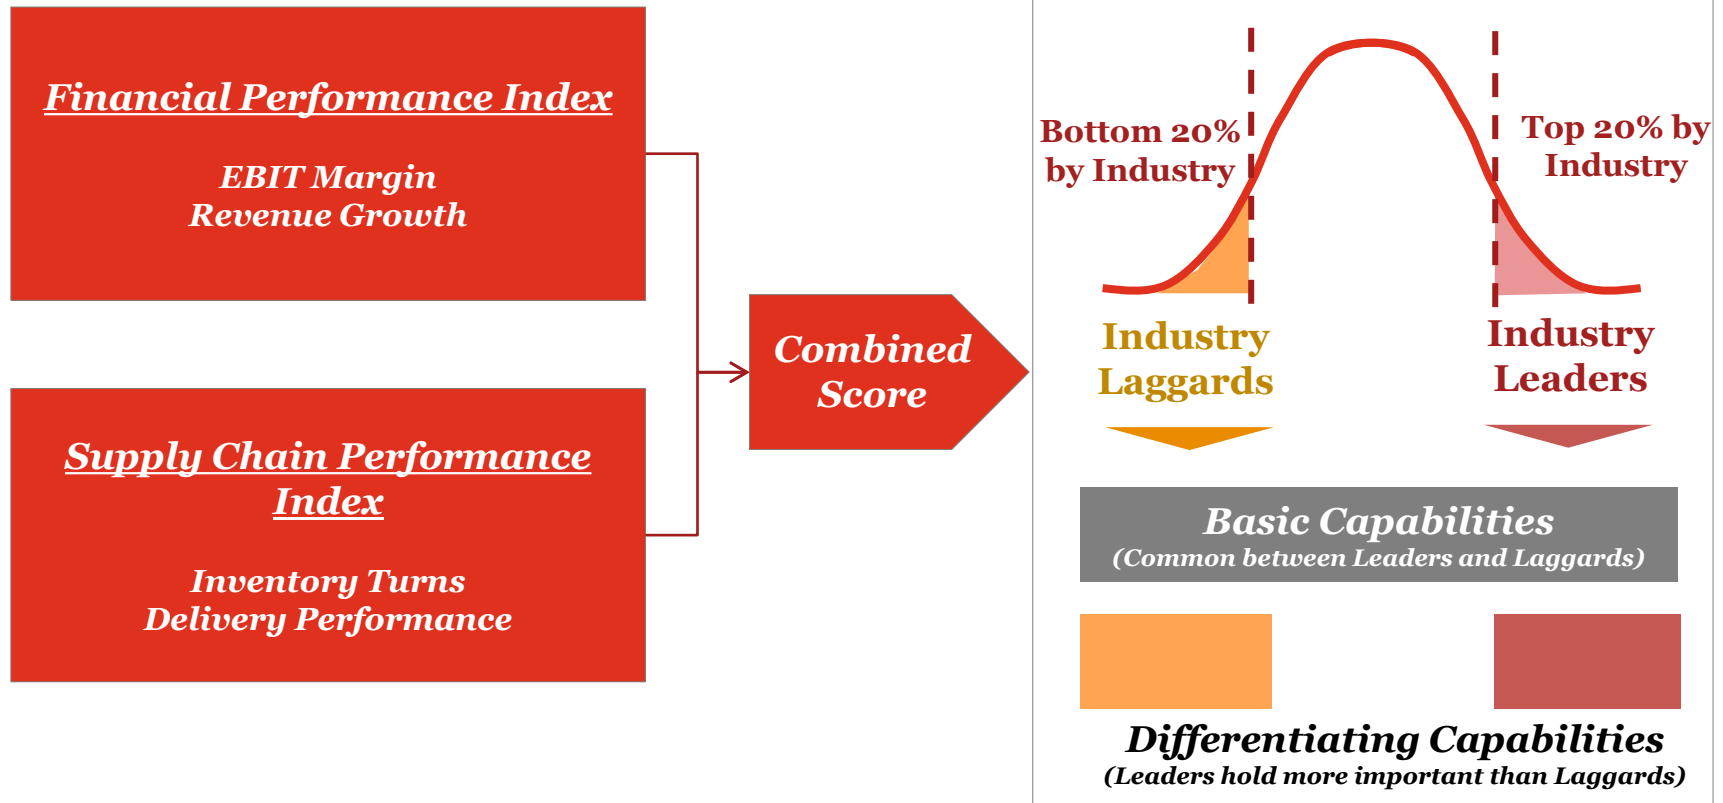 Financial Performance Index
EBIT Margin
Revenue Growth
Supply Chain Performance
Index
Inventory Turns
Delivery Performance
Combined
Score
Bottom 20%
by Industry
Top 20% by
Industry
Industry
Laggards
Industry
Leaders
Basic Capabilities
(Common between Leaders and Laggards)
Differentiating Capabilities
(Leaders hold more important than Laggards)